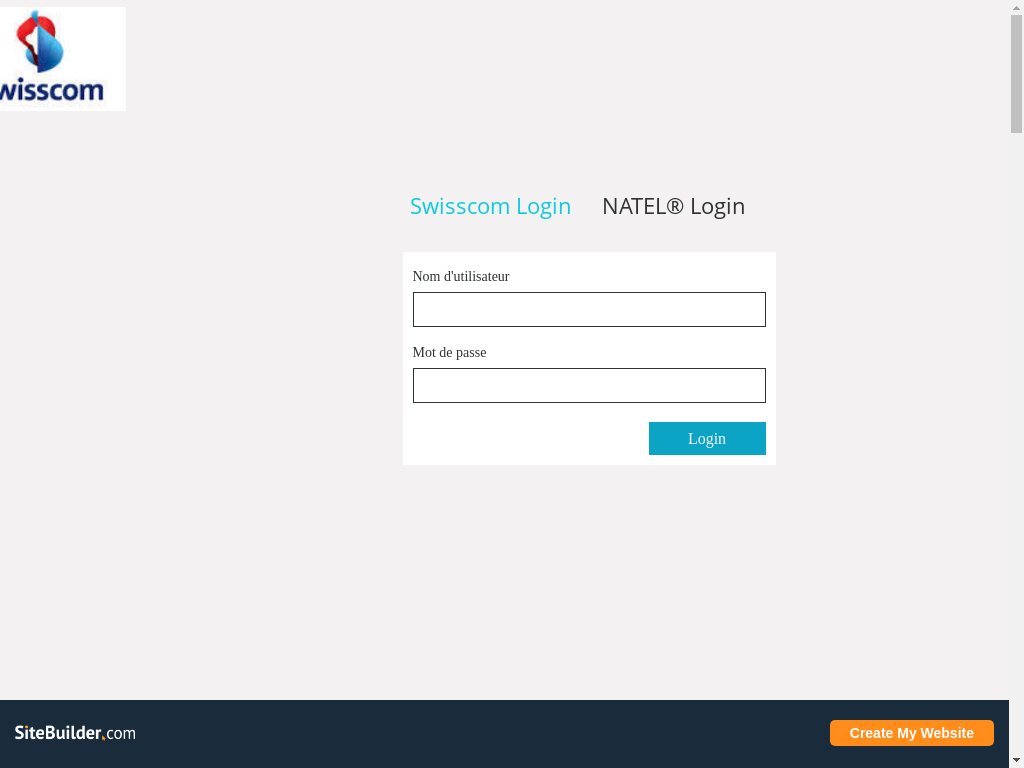 wisscom
Swisscom Login NATEL® Login
Nom d'utilisateur
Mot de passe
Login
SiteBuilder.com
Create My Website